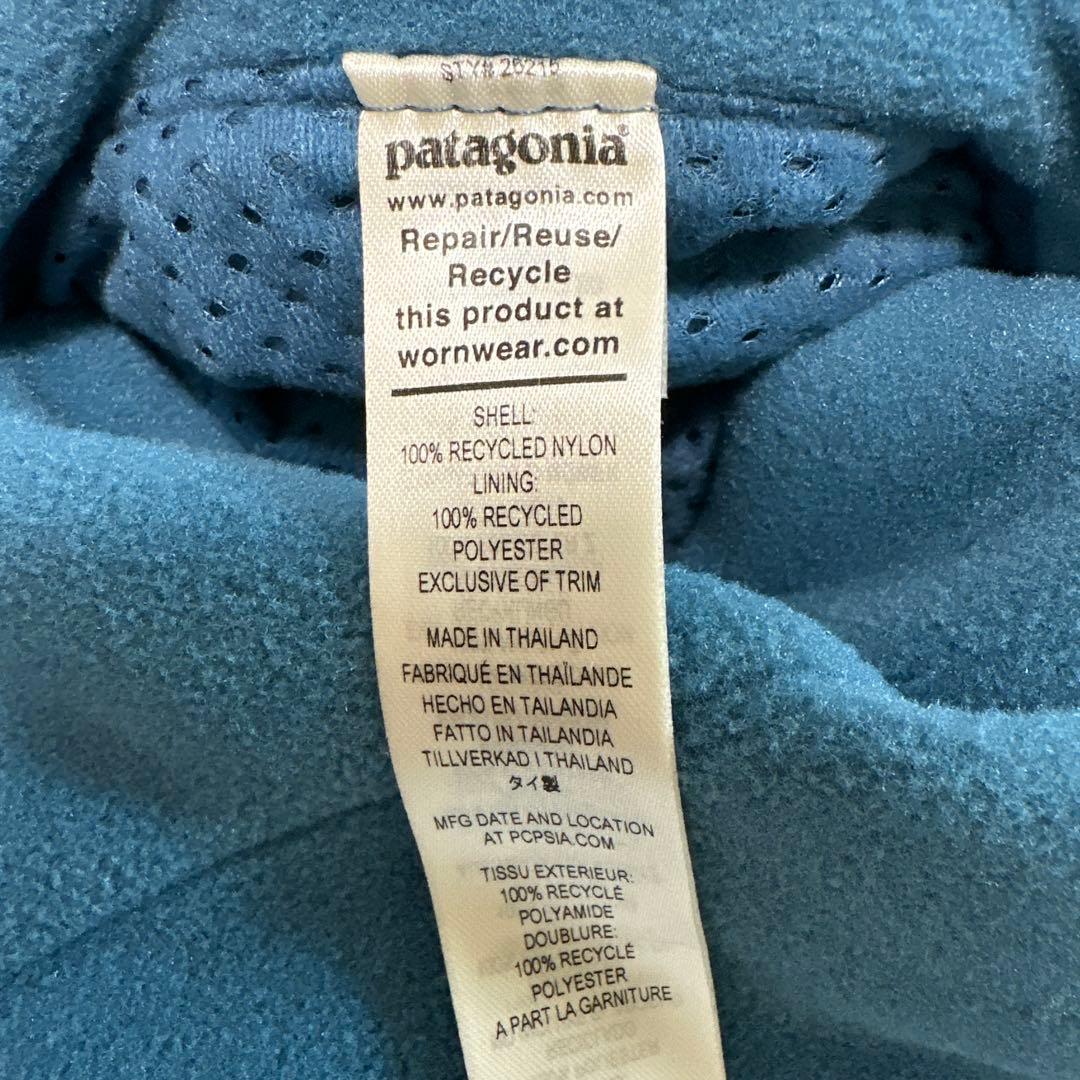 STY# 25215
patagonia®
www.patagonia.com
Repair/Reuse/
Recycle
this product at
wornwear.com
SHELL:
100% RECYCLED NYLON
LINING:
100% RECYCLED
POLYESTER
EXCLUSIVE OF TRIM
MADE IN THAILAND
FABRIQUÉ EN THAÏLANDE
HECHO EN TAILANDIA
FATTO IN TAILANDIA
TILLVERKAD I THAILAND
タイ製
MFG DATE AND LOCATION
AT PCPSIA.COM
TISSU EXTERIEUR:
100% RECYCLÉ
POLYAMIDE
DOUBLURE:
100% RECYCLÉ
POLYESTER
A PART LA GARNITURE